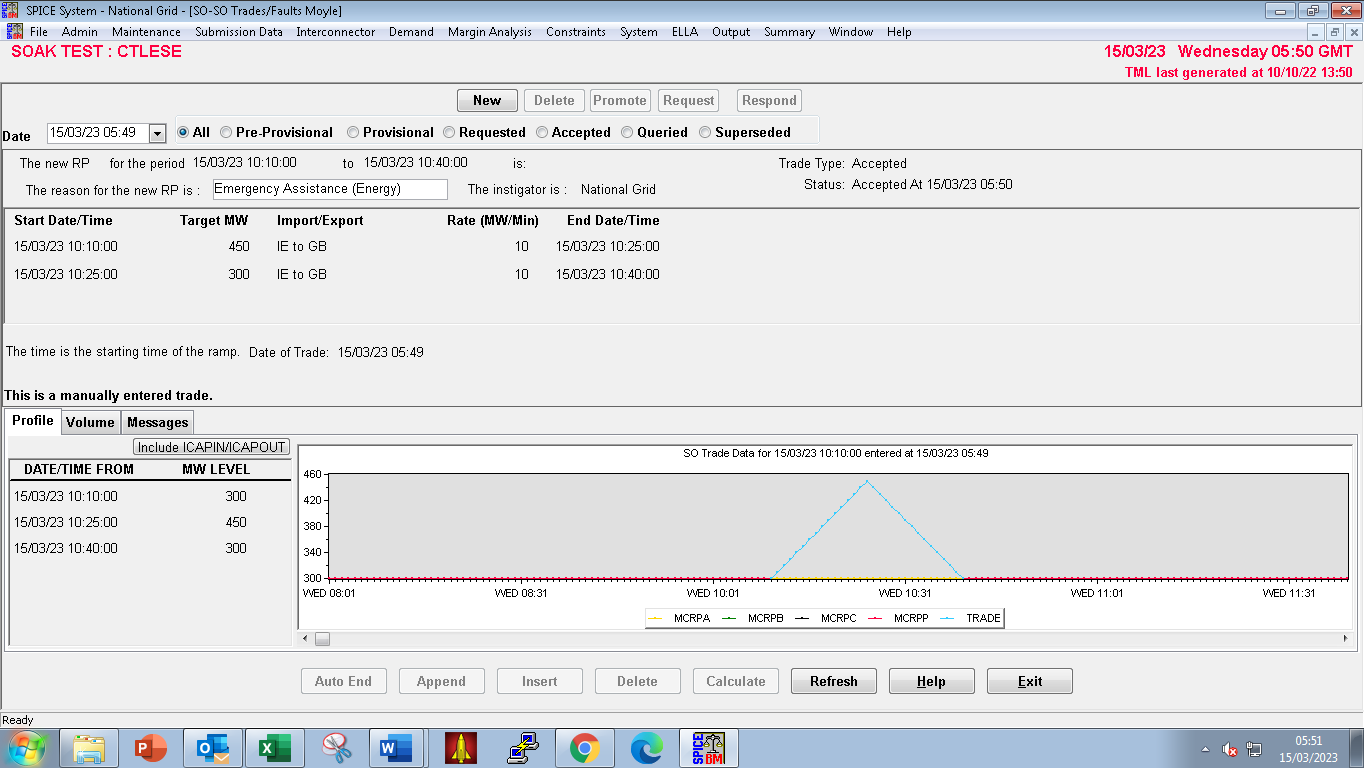 SPICE System - National Grid - [SO-SO Trades/Faults Moyle]
File Admin Maintenance Submission Data Interconnector Demand Margin Analysis Constraints System ELLA Output Summary Window Help
SOAK TEST : CTLESE
15/03/23 Wednesday 05:50 GMT
TML last generated at 10/10/22 13:50
New Delete Promote Request Respond
Date 15/03/23 05:49 All Pre-Provisional Provisional Requested Accepted Queried Superseded
The new RP for the period 15/03/23 10:10:00 to 15/03/23 10:40:00 is: Trade Type: Accepted
The reason for the new RP is : Emergency Assistance (Energy) The instigator is : National Grid Status: Accepted At 15/03/23 05:50
Start Date/Time Target MW Import/Export Rate (MW/Min) End Date/Time
15/03/23 10:10:00 450 IE to GB 10 15/03/23 10:25:00
15/03/23 10:25:00 300 IE to GB 10 15/03/23 10:40:00
The time is the starting time of the ramp. Date of Trade: 15/03/23 05:49
This is a manually entered trade.
Profile Volume Messages
Include ICAPIN/ICAPOUT
DATE/TIME FROM MW LEVEL
15/03/23 10:10:00 300
15/03/23 10:25:00 450
15/03/23 10:40:00 300
SO Trade Data for 15/03/23 10:10:00 entered at 15/03/23 05:49
460
420
380
340
300
WED 08:01 WED 08:31 WED 10:01 WED 10:31 WED 11:01 WED 11:31
MCRPA MCRPB MCRPC MCRPP TRADE
Auto End Append Insert Delete Calculate Refresh Help Exit
Ready
SPICE
BM
05:51
15/03/2023